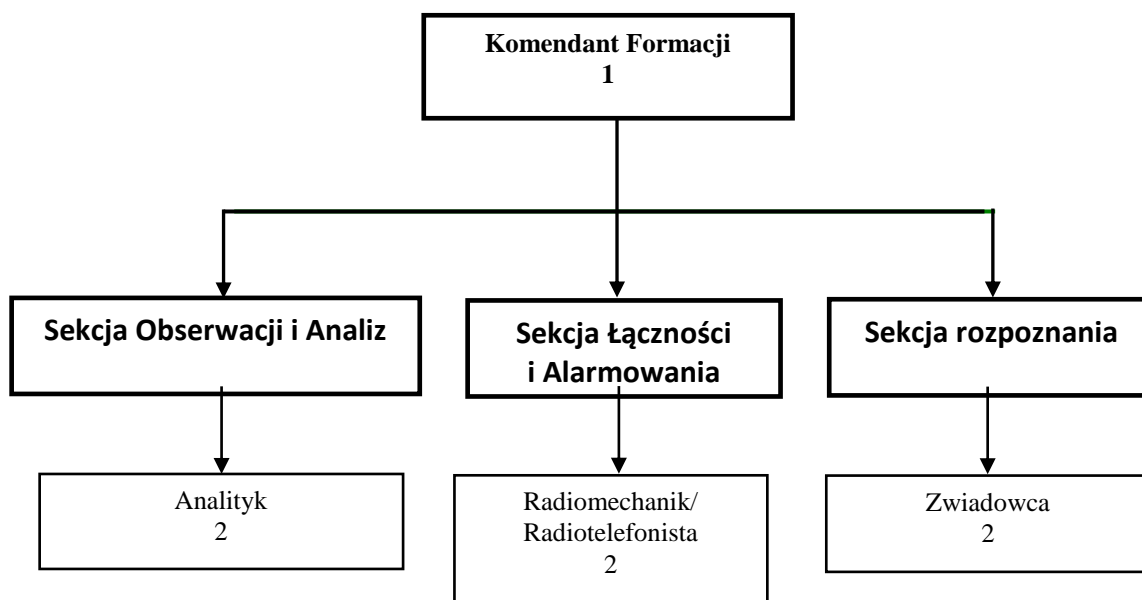 Komendant Formacji
1
Sekcja Obserwacji i Analiz
Sekcja Łączności
i Alarmowania
Sekcja rozpoznania
Analityk
2
Radiomechanik/
Radiotelefonista
2
Zwiadowca
2